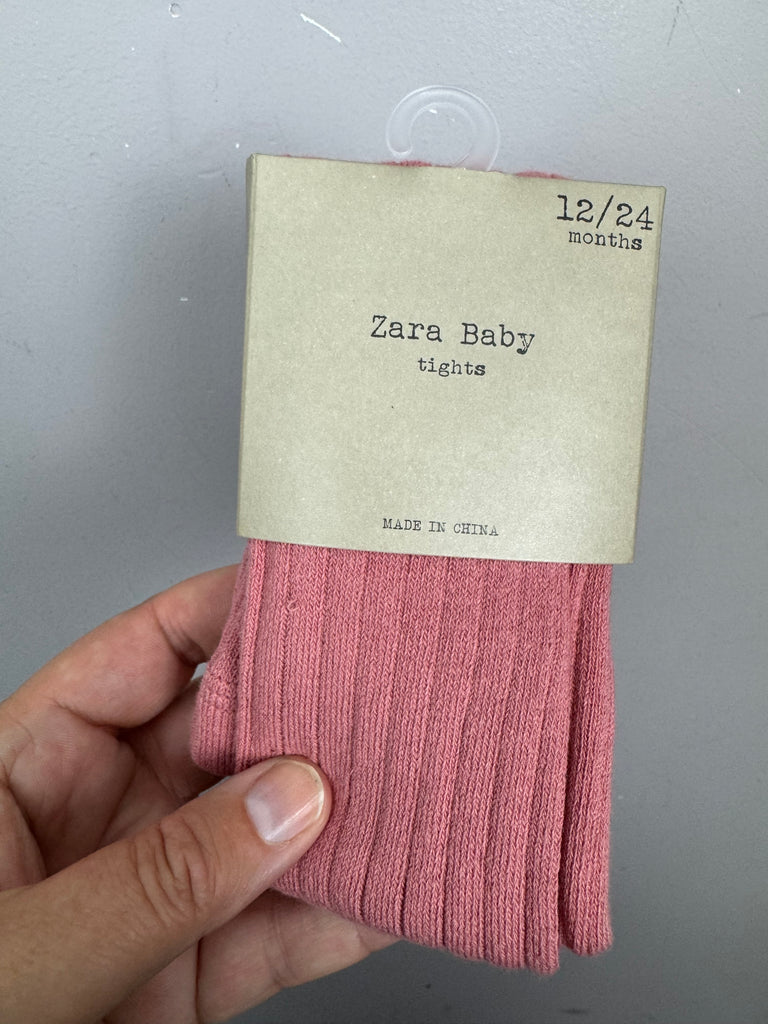 12/24
months
Zara Baby
tights
MADE IN CHINA